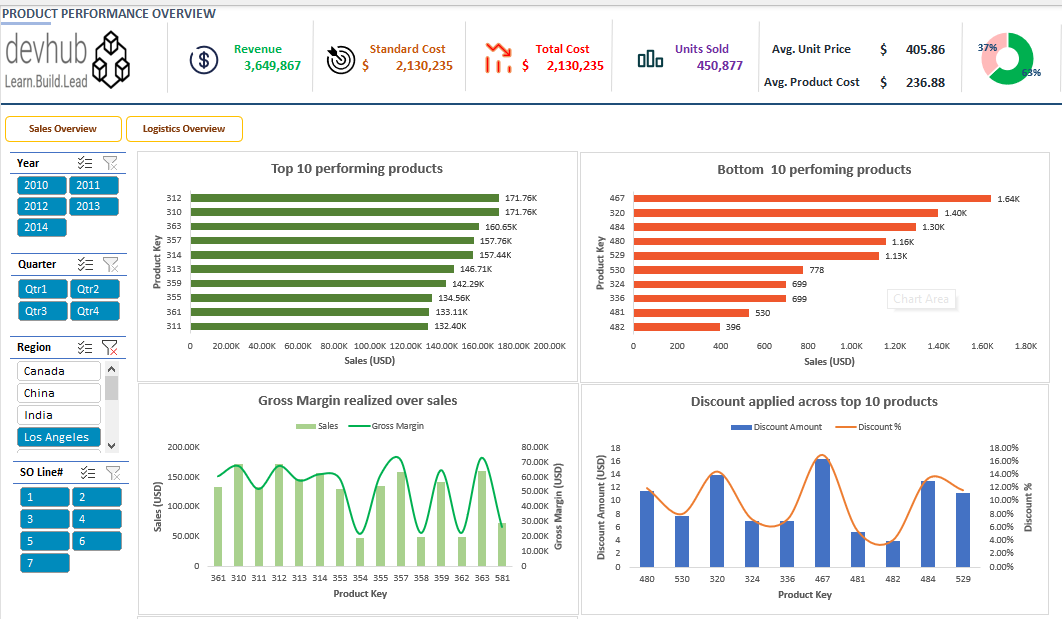 PRODUCT PERFORMANCE OVERVIEW
devhub
Learn.Build.Lead
Revenue
3,649,867
Standard Cost
$ 2,130,235
Total Cost
$ 2,130,235
Units Sold
450,877
Avg. Unit Price $ 405.86
Avg. Product Cost $ 236.88
37%
63%
Sales Overview
Logistics Overview
Year
2010 2011
2012 2013
2014
Quarter
Qtr1 Qtr2
Qtr3 Qtr4
Region
Canada
China
India
Los Angeles
SO Line#
1 2
3 4
5 6
7
Top 10 performing products
Product Key
312 171.76K
310 171.76K
363 160.65K
357 157.76K
314 157.44K
313 146.71K
359 142.29K
355 134.56K
361 133.11K
311 132.40K
0 20.00K 40.00K 60.00K 80.00K 100.00K 120.00K 140.00K 160.00K 180.00K 200.00K
Sales (USD)
Bottom 10 perfoming products
Product Key
467 1.64K
320 1.40K
484 1.30K
480 1.16K
529 1.13K
530 778
324 699
336 699
481 530
482 396
Chart Area
0 200 400 600 800 1.00K 1.20K 1.40K 1.60K 1.80K
Sales (USD)
Gross Margin realized over sales
Sales Gross Margin
Sales (USD)
200.00K
150.00K
100.00K
50.00K
0
80.00K
70.00K
60.00K
50.00K
40.00K
30.00K
20.00K
10.00K
0
Gross Margin (USD)
361 310 311 312 313 314 353 354 355 357 358 359 362 363 581
Product Key
Discount applied across top 10 products
Discount Amount Discount %
Discount Amount (USD)
18
16
14
12
10
8
6
4
2
0
18.00%
16.00%
14.00%
12.00%
10.00%
8.00%
6.00%
4.00%
2.00%
0.00%
Discount %
480 530 320 324 336 467 481 482 484 529
Product Key